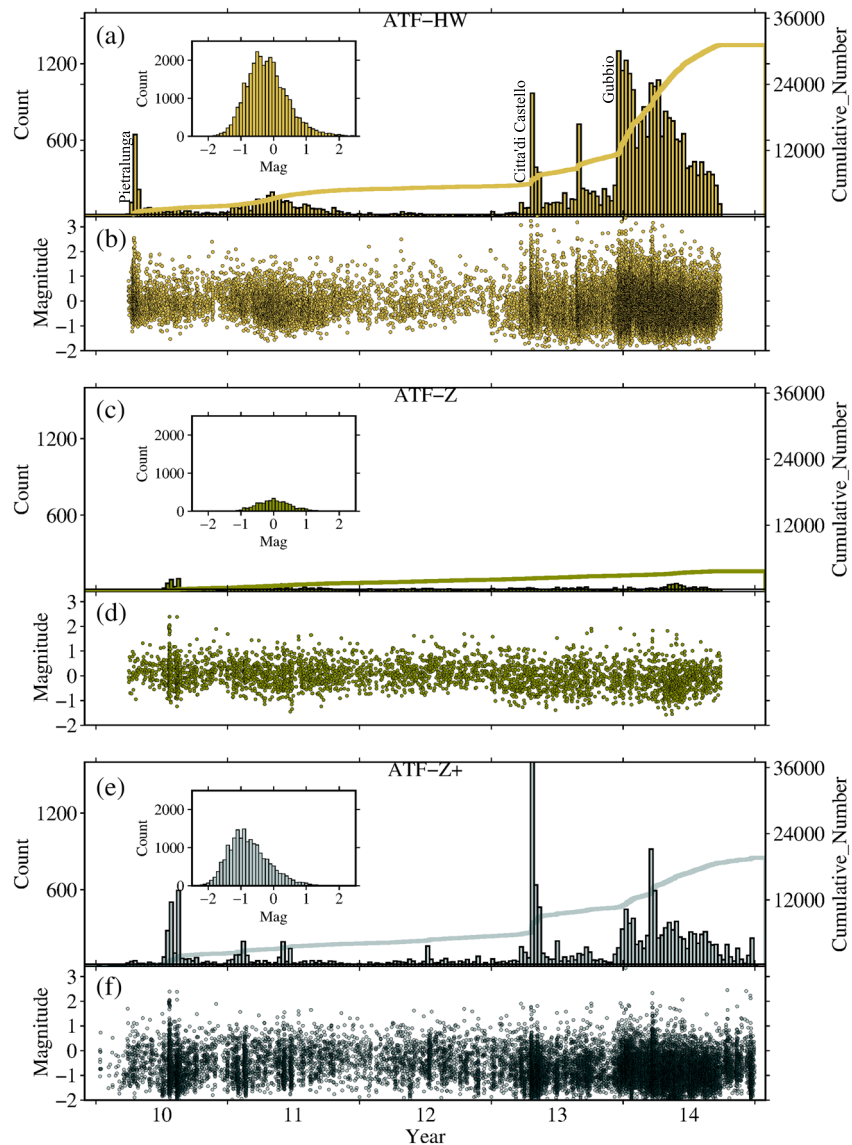 ATF−HW
(a)
Count
1200
600
Pietralunga
Citta'di Castello
Gubbio
Count
2000
1000
0
−2 −1 0 1 2
Mag
36000
24000
12000
Cumulative_Number
(b)
Magnitude
3
2
1
0
−1
−2
ATF−Z
(c)
Count
1200
600
Count
2000
1000
0
−2 −1 0 1 2
Mag
36000
24000
12000
Cumulative_Number
(d)
Magnitude
3
2
1
0
−1
−2
ATF−Z+
(e)
Count
1200
600
Count
2000
1000
0
−2 −1 0 1 2
Mag
36000
24000
12000
Cumulative_Number
(f)
Magnitude
3
2
1
0
−1
−2
10 11 12 13 14
Year